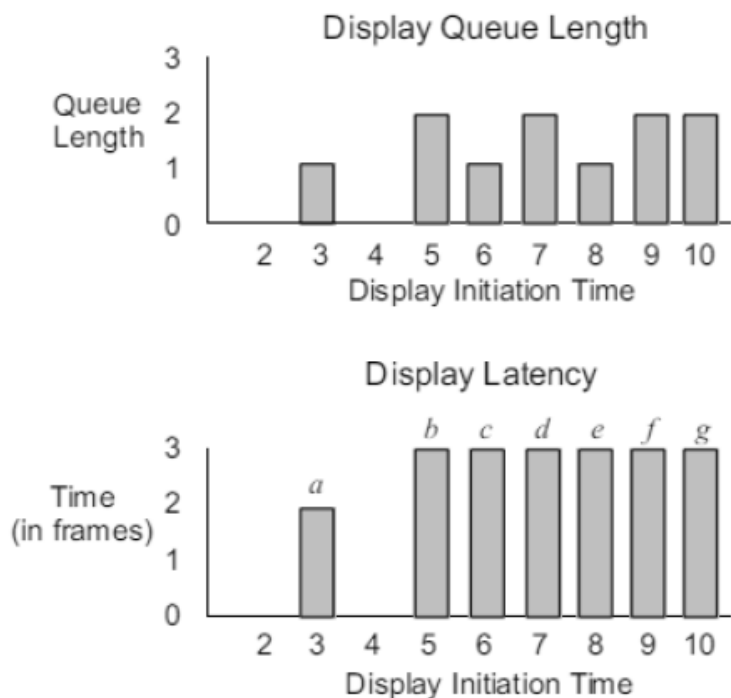 Display Queue Length
3
Queue
Length
2
1
0
2 3 4 5 6 7 8 9 10
Display Initiation Time
Display Latency
b c d e f g
3
a
Time
(in frames)
2
1
0
2 3 4 5 6 7 8 9 10
Display Initiation Time